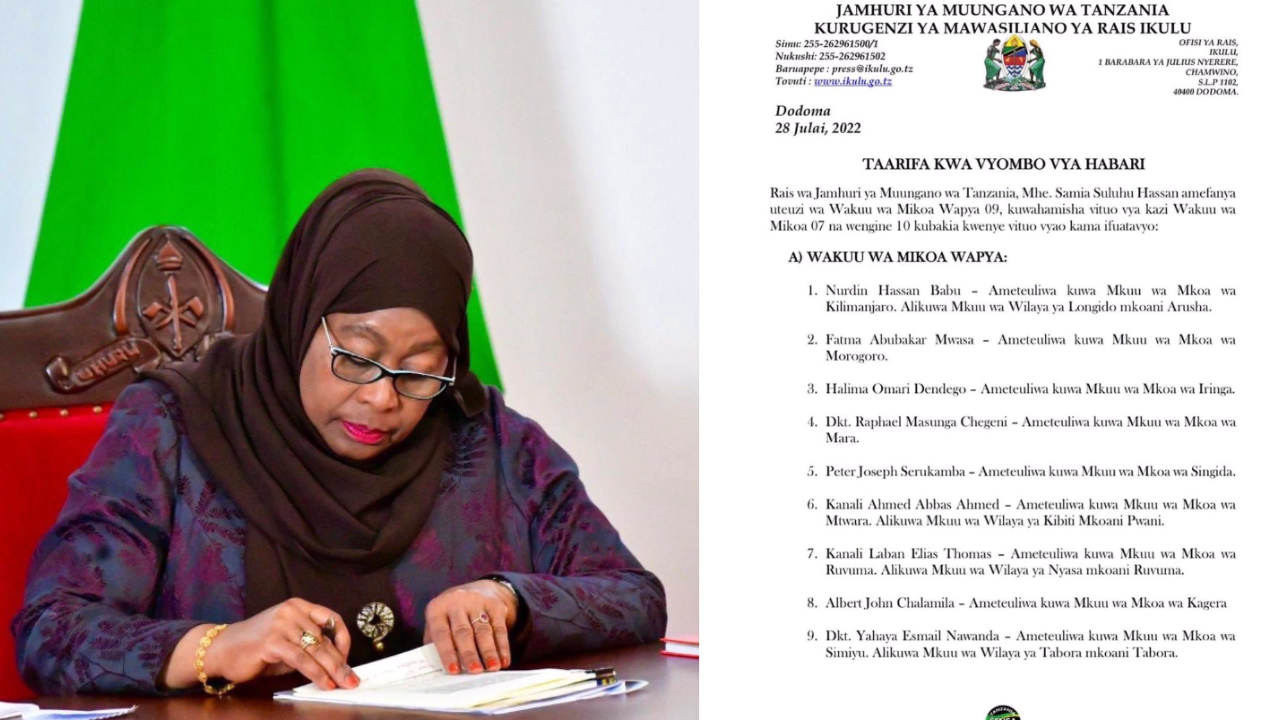 UHURU
JAMHURI YA MUUNGANO WA TANZANIA
KURUGENZI YA MAWASILIANO YA RAIS IKULU
Simu: 255-262961500/1
Nukushi: 255-262961502
Baruapepe : press@ikulu.go.tz
Tovuti : www.ikulu.go.tz
OFISI YA RAIS,
IKULU,
1 BARABARA YA JULIUS NYERERE,
CHAMWINO,
S.L.P 1102,
40400 DODOMA.
Dodoma
28 Julai, 2022
TAARIFA KWA VYOMBO VYA HABARI
Rais wa Jamhuri ya Muungano wa Tanzania, Mhe. Samia Suluhu Hassan amefanya
uteuzi wa Wakuu wa Mikoa Wapya 09, kuwahamisha vituo vya kazi Wakuu wa
Mikoa 07 na wengine 10 kubakia kwenye vituo vyao kama ifuatavyo:
A) WAKUU WA MIKOA WAPYA:
1. Nurdin Hassan Babu – Ameteuliwa kuwa Mkuu wa Mkoa wa
Kilimanjaro. Alikuwa Mkuu wa Wilaya ya Longido mkoani Arusha.
2. Fatma Abubakar Mwasa – Ameteuliwa kuwa Mkuu wa Mkoa wa
Morogoro.
3. Halima Omari Dendego – Ameteuliwa kuwa Mkuu wa Mkoa wa Iringa.
4. Dkt. Raphael Masunga Chegeni – Ameteuliwa kuwa Mkuu wa Mkoa wa
Mara.
5. Peter Joseph Serukamba – Ameteuliwa kuwa Mkuu wa Mkoa wa Singida.
6. Kanali Ahmed Abbas Ahmed – Ameteuliwa kuwa Mkuu wa Mkoa wa
Mtwara. Alikuwa Mkuu wa Wilaya ya Kibiti Mkoani Pwani.
7. Kanali Laban Elias Thomas – Ameteuliwa kuwa Mkuu wa Mkoa wa
Ruvuma. Alikuwa Mkuu wa Wilaya ya Nyasa mkoani Ruvuma.
8. Albert John Chalamila – Ameteuliwa kuwa Mkuu wa Mkoa wa Kagera
9. Dkt. Yahaya Esmail Nawanda – Ameteuliwa kuwa Mkuu wa Mkoa wa
Simiyu. Alikuwa Mkuu wa Wilaya ya Tabora mkoani Tabora.